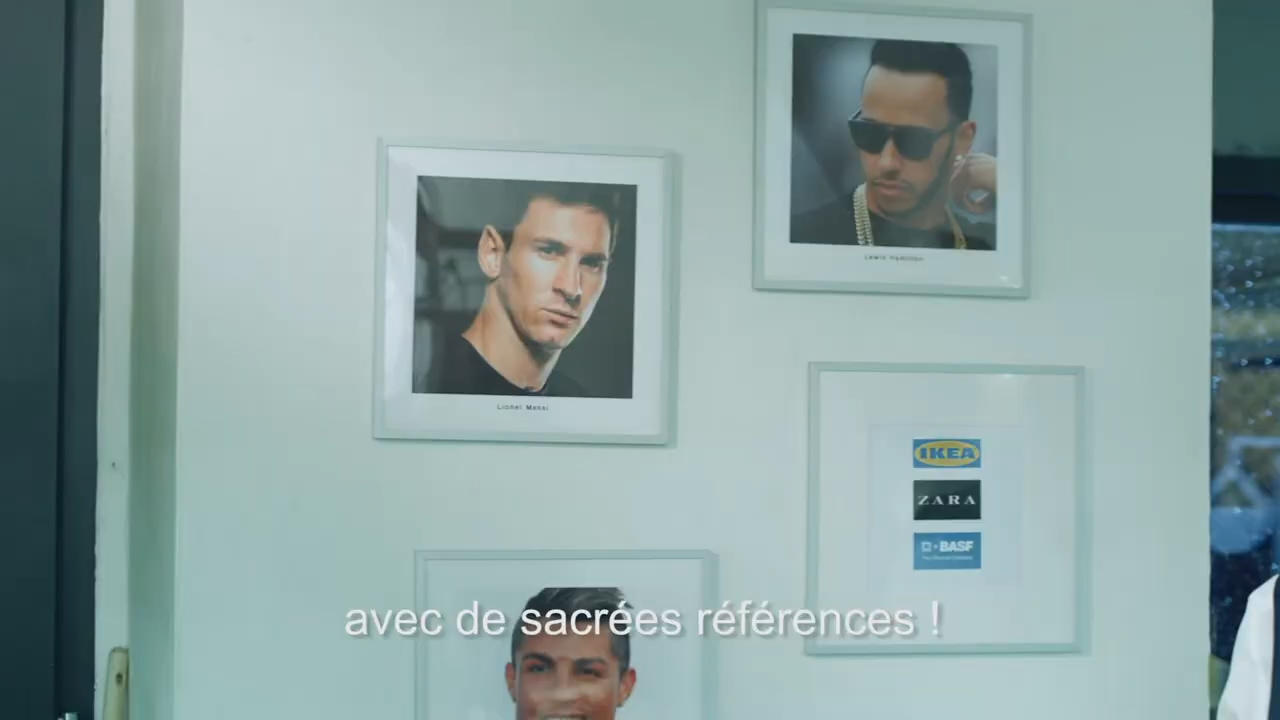 Lewis Hamilton
Lionel Messi
IKEA
ZARA
BASF
avec de sacrées références !